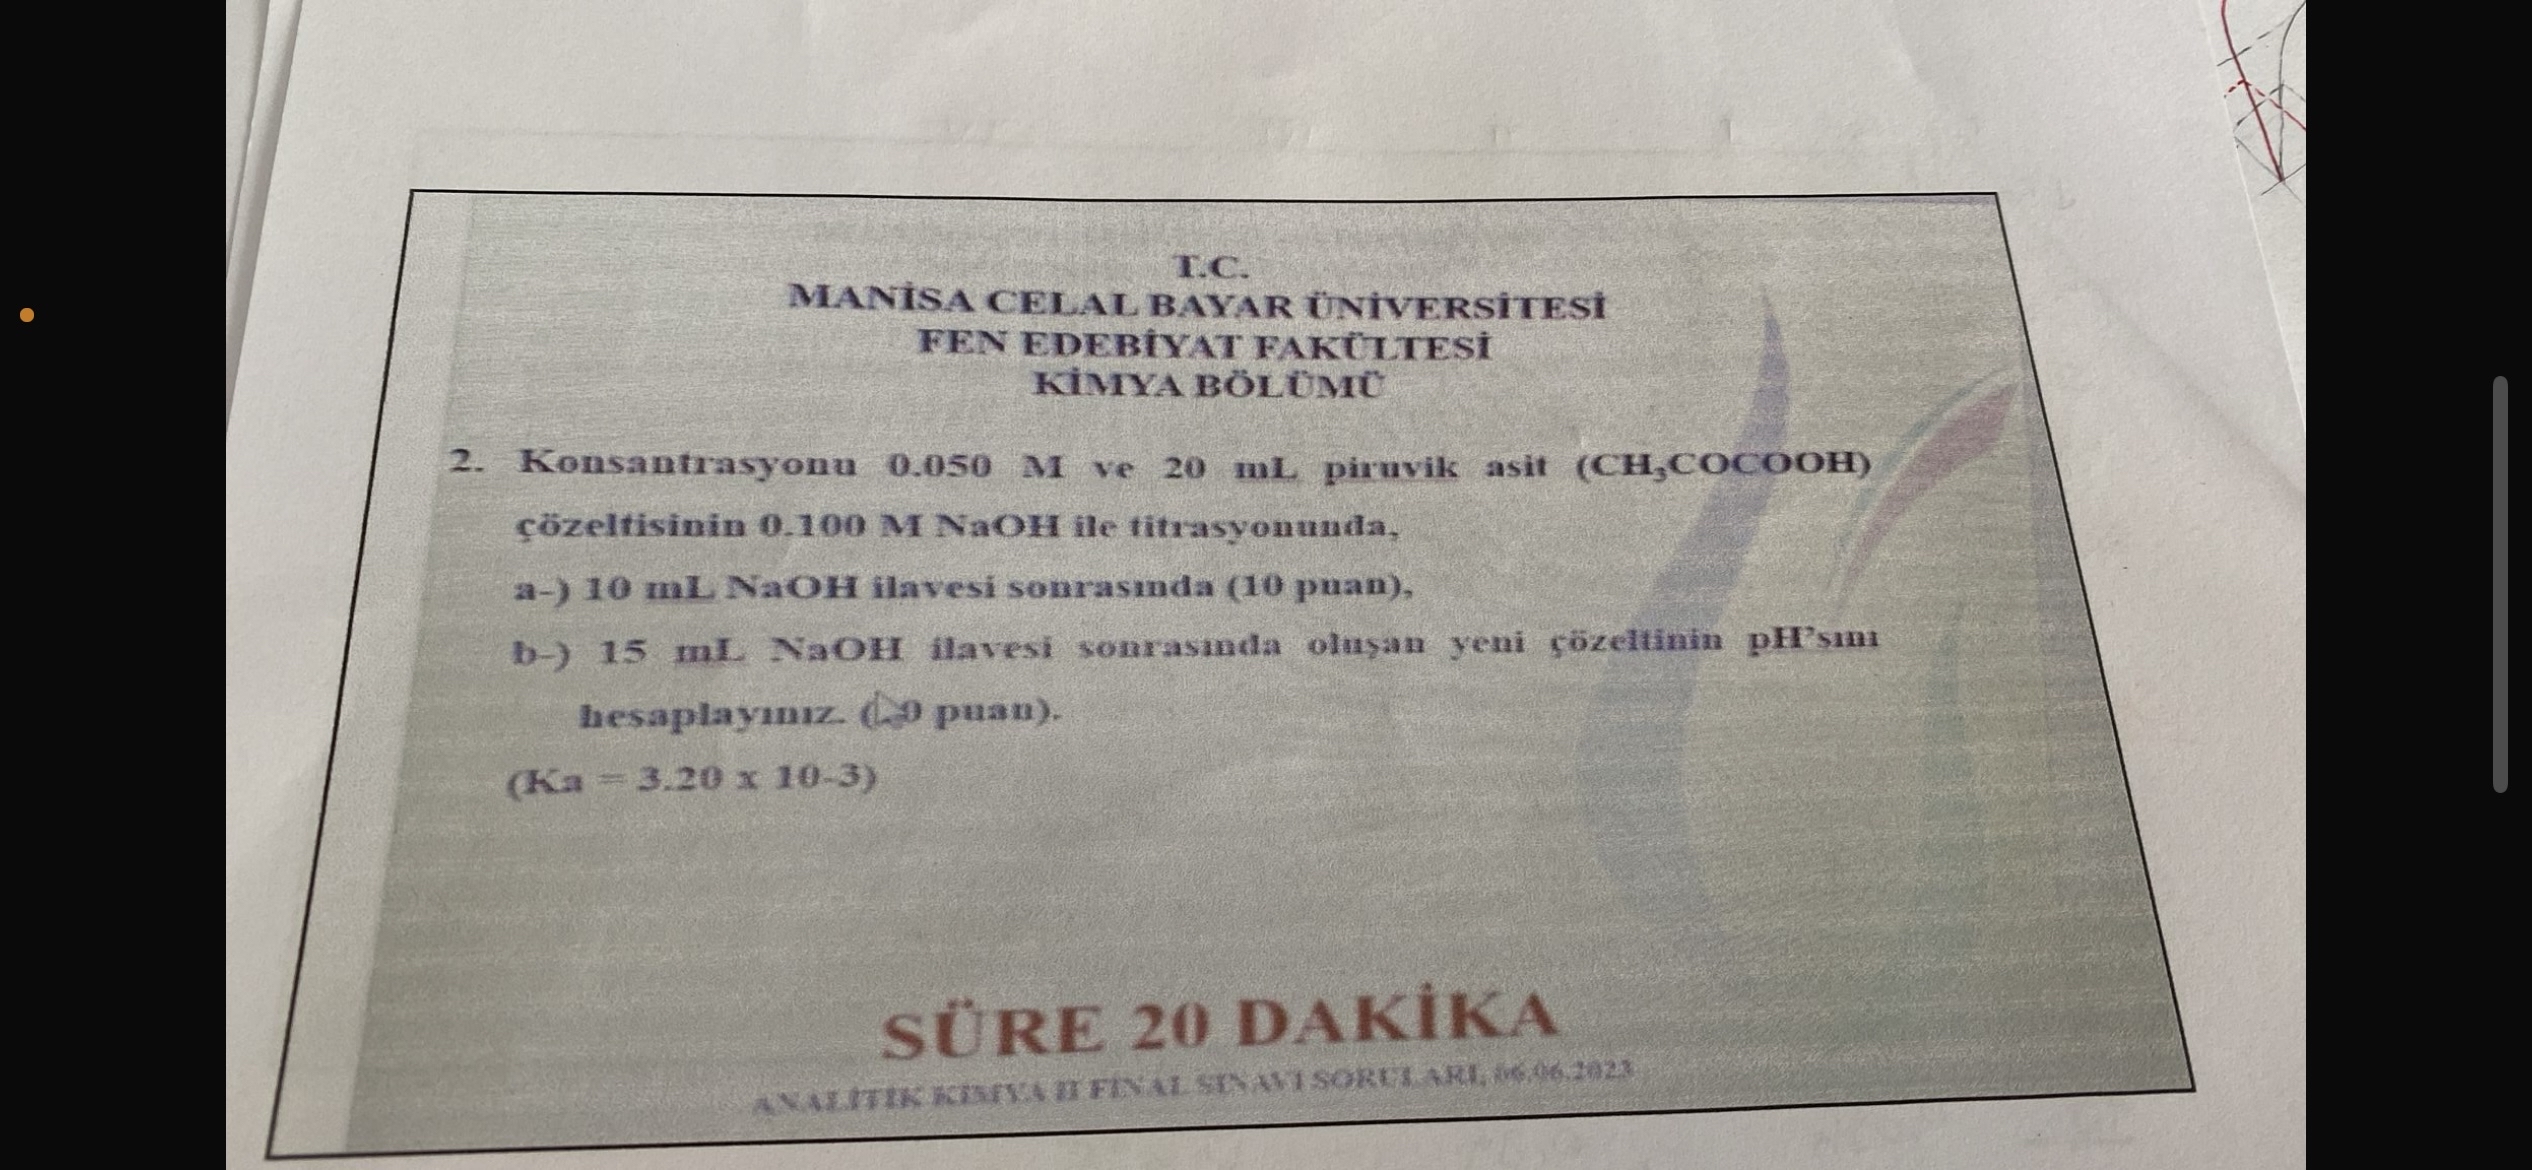 T.C.
MANİSA CELAL BAYAR ÜNİVERSİTESİ
FEN EDEBİYAT FAKÜLTESİ
KİMYA BÖLÜMÜ
2. Konsantrasyonu 0.050 M ve 20 mL piruvik asit (CH₃COCOOH)
çözeltisinin 0.100 M NaOH ile titrasyonunda,
a-) 10 mL NaOH ilavesi sonrasında (10 puan),
b-) 15 mL NaOH ilavesi sonrasında oluşan yeni çözeltinin pH'sını
hesaplayınız. ( puan).
(Ka = 3.20 x 10-3)
SÜRE 20 DAKİKA
ANALİTİK KİMYA II FİNAL SINAVI SORULARI, 06.06.2023